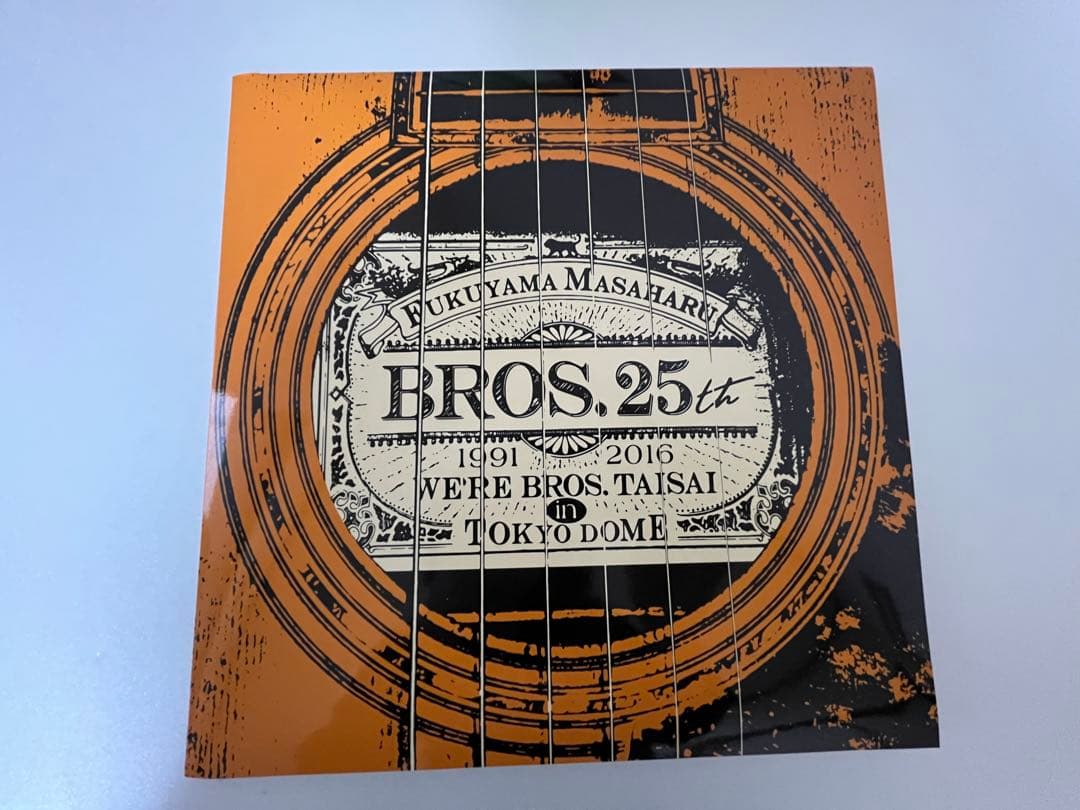 FUKUYAMA MASAHARU
BROS. 25th
1991 2016
WE'RE BROS. TAISAI
in
TOKYO DOME